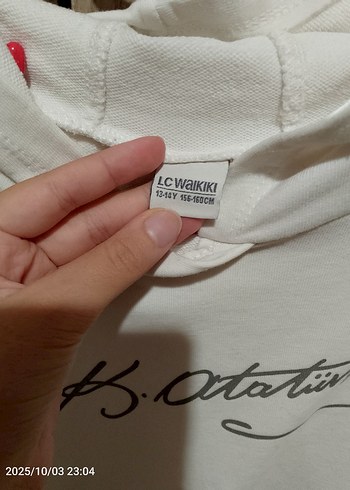 LC WAIKIKI
13-14Y 156-160CM
K. Atatür
2025/10/03 23:04